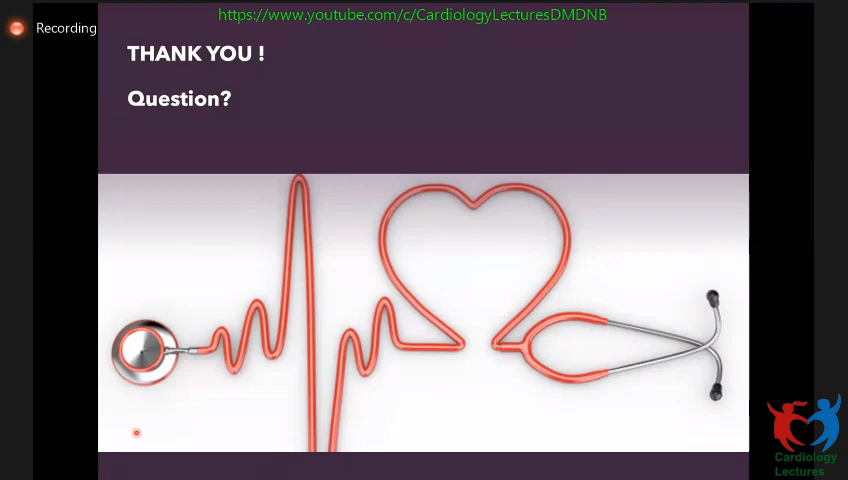 https://www.youtube.com/c/CardiologyLecturesDMDNB
Recording
THANK YOU !
Question?
Cardiology
Lectures